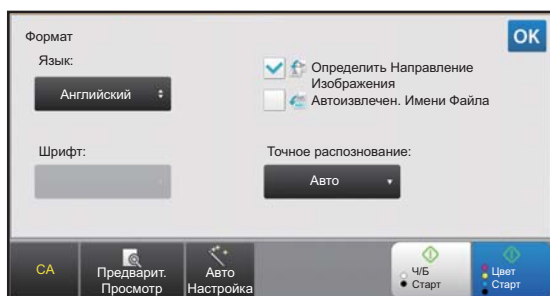 Формат
OK
Язык:
Английский
Определить Направление
Изображения
Автоизвлечен. Имени Файла
Шрифт:
Точное распознование:
Авто
CA
Предварит.
Просмотр
Авто
Настройка
Ч/Б
Старт
Цвет
Старт